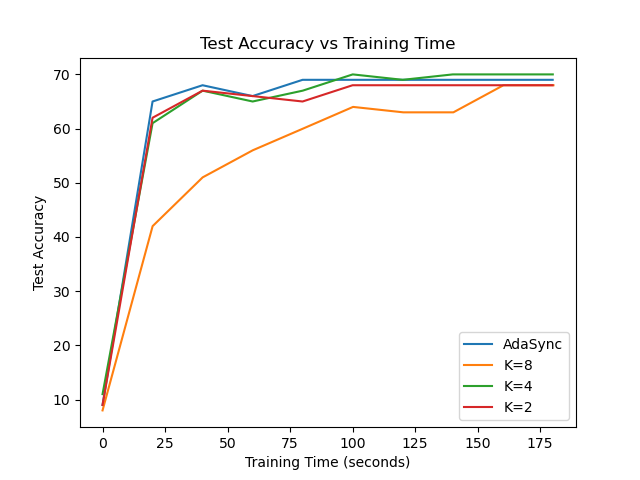 Test Accuracy vs Training Time
Test Accuracy
70
60
50
40
30
20
10
0
25
50
75
100
125
150
175
Training Time (seconds)
AdaSync
K=8
K=4
K=2